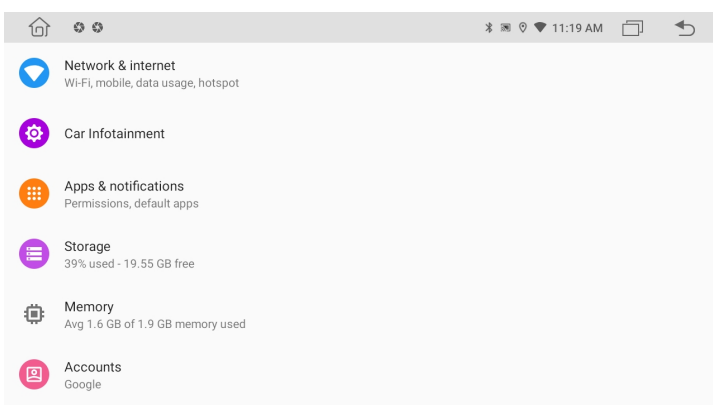 11:19 AM
Network & internet
Wi-Fi, mobile, data usage, hotspot
Car Infotainment
Apps & notifications
Permissions, default apps
Storage
39% used - 19.55 GB free
Memory
Avg 1.6 GB of 1.9 GB memory used
Accounts
Google